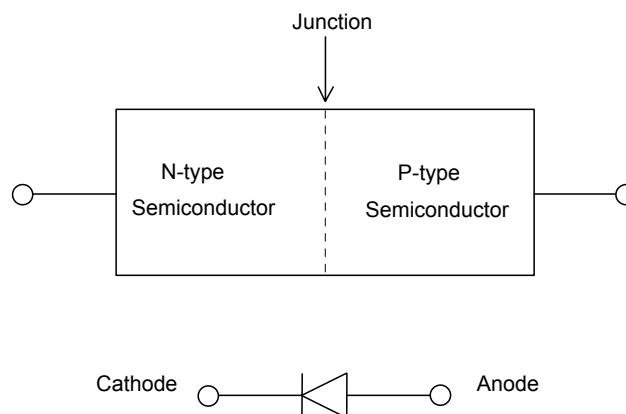 Junction
N-type
Semiconductor
P-type
Semiconductor
Cathode
Anode